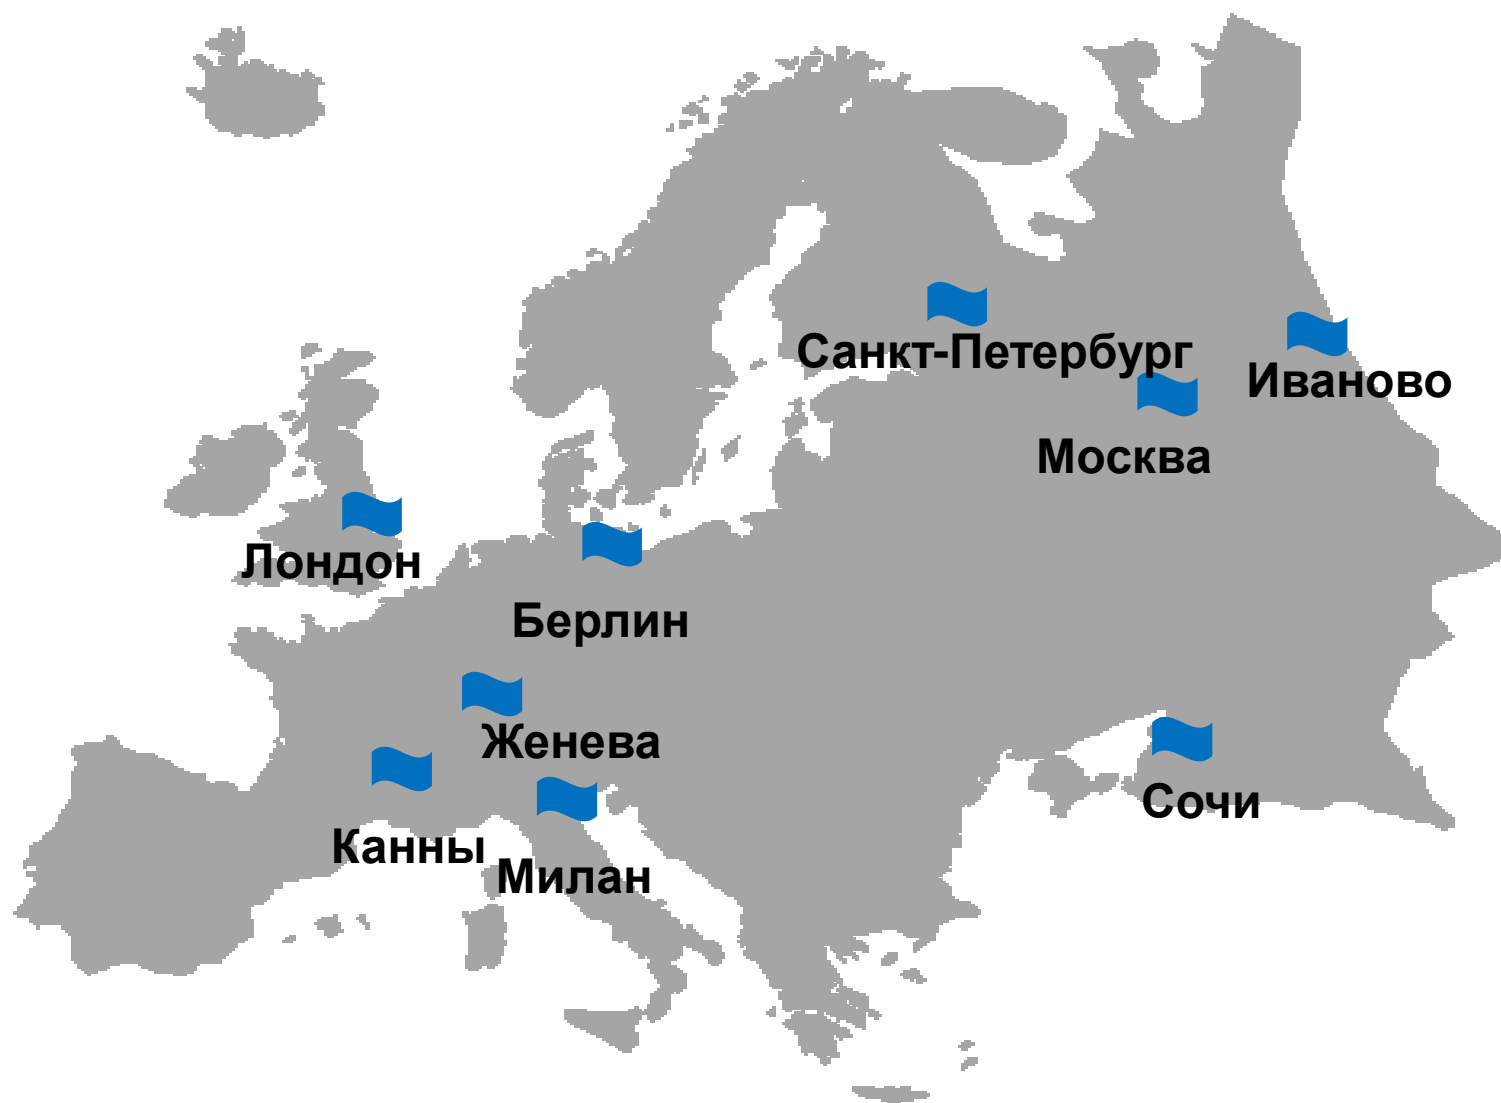 Санкт-Петербург
Иваново
Москва
Лондон
Берлин
Женева
Сочи
Канны
Милан